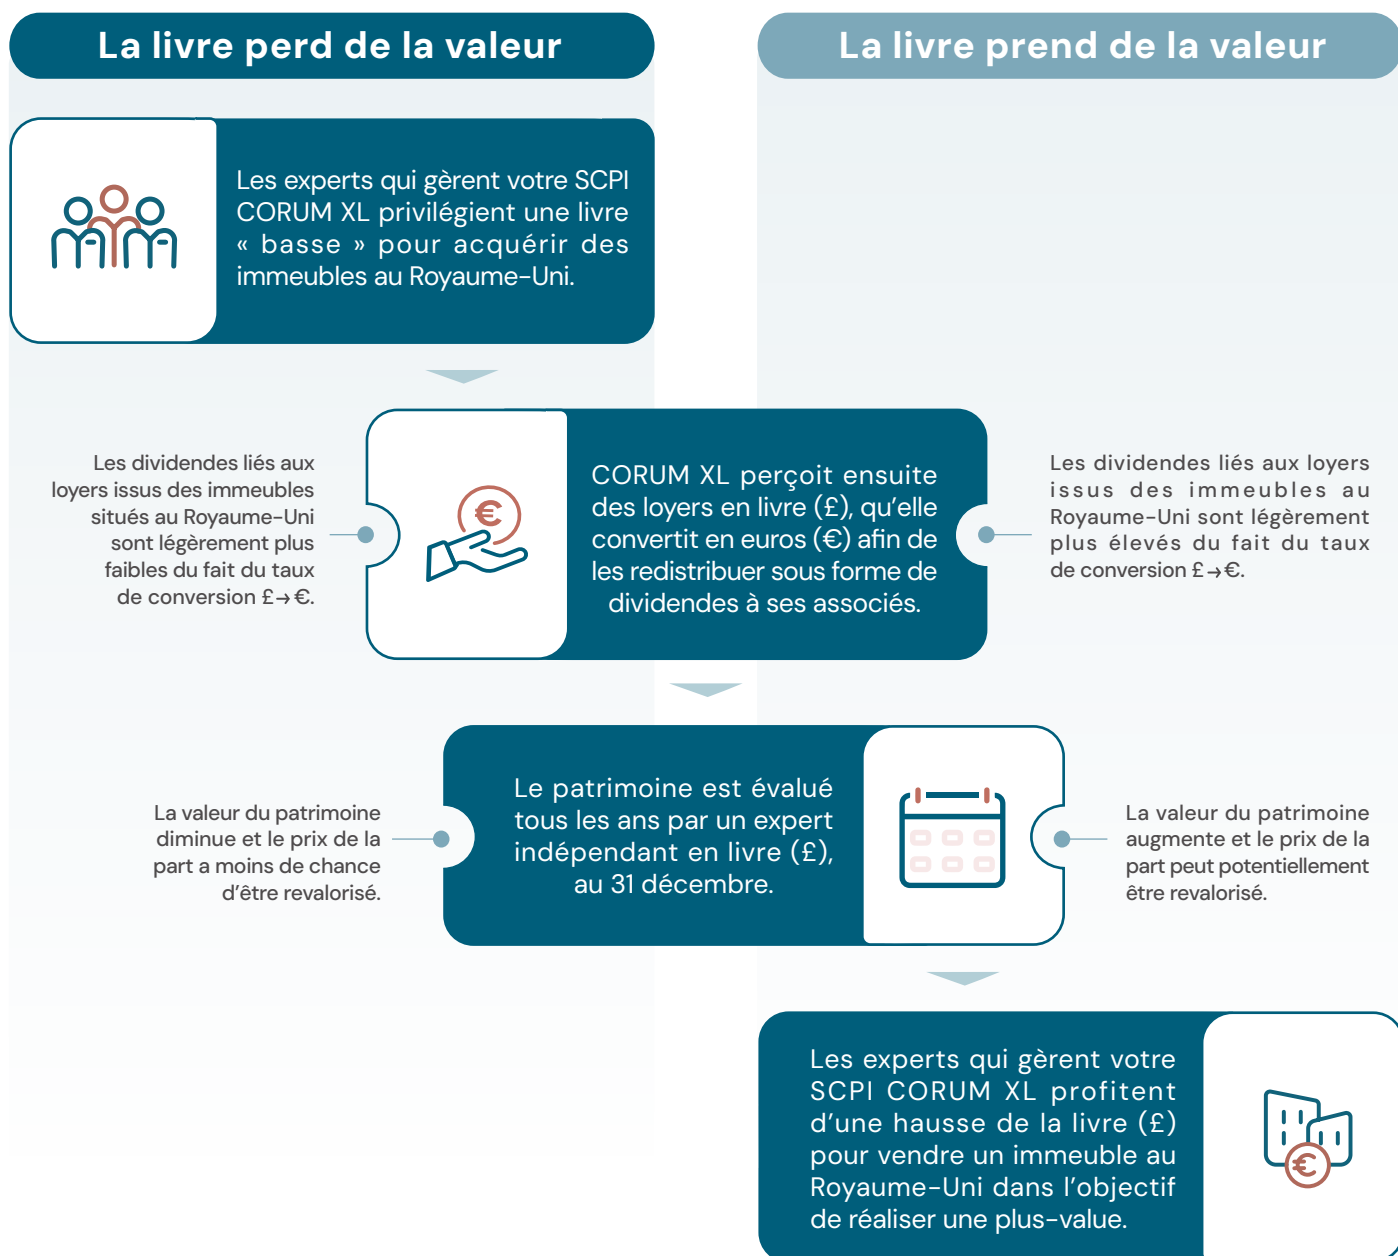 La livre perd de la valeur
La livre prend de la valeur
Les experts qui gèrent votre SCPI
CORUM XL privilégient une livre
« basse » pour acquérir des
immeubles au Royaume-Uni.
Les dividendes liés aux
loyers issus des immeubles
situés au Royaume-Uni
sont légèrement plus
faibles du fait du taux
de conversion £→€.
€
CORUM XL perçoit ensuite
des loyers en livre (£), qu’elle
convertit en euros (€) afin de
les redistribuer sous forme de
dividendes à ses associés.
Les dividendes liés aux loyers
issus des immeubles au
Royaume-Uni sont légèrement
plus élevés du fait du taux
de conversion £→€.
La valeur du patrimoine
diminue et le prix de la
part a moins de chance
d’être revalorisé.
Le patrimoine est évalué
tous les ans par un expert
indépendant en livre (£),
au 31 décembre.
La valeur du patrimoine
augmente et le prix de la
part peut potentiellement
être revalorisé.
Les experts qui gèrent votre
SCPI CORUM XL profitent
d’une hausse de la livre (£)
pour vendre un immeuble au
Royaume-Uni dans l’objectif
de réaliser une plus-value.
€